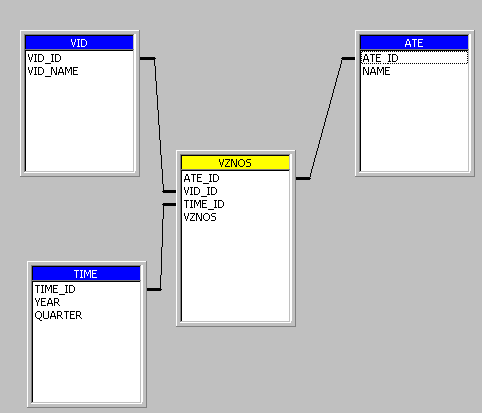 VID
VID_ID
VID_NAME
ATE
ATE_ID
NAME
VZNOS
ATE_ID
VID_ID
TIME_ID
VZNOS
TIME
TIME_ID
YEAR
QUARTER